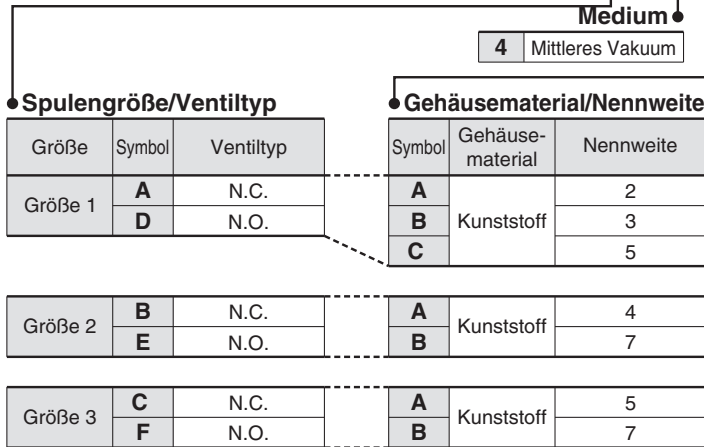 Medium
4 Mittleres Vakuum
Spulengröße/Ventiltyp
Größe Symbol Ventiltyp
Größe 1 A N.C.
D N.O.
Größe 2 B N.C.
E N.O.
Größe 3 C N.C.
F N.O.
Gehäusematerial/Nennweite
Symbol Gehäuse-
material Nennweite
A Kunststoff 2
B 3
C 5
A Kunststoff 4
B 7
A Kunststoff 5
B 7